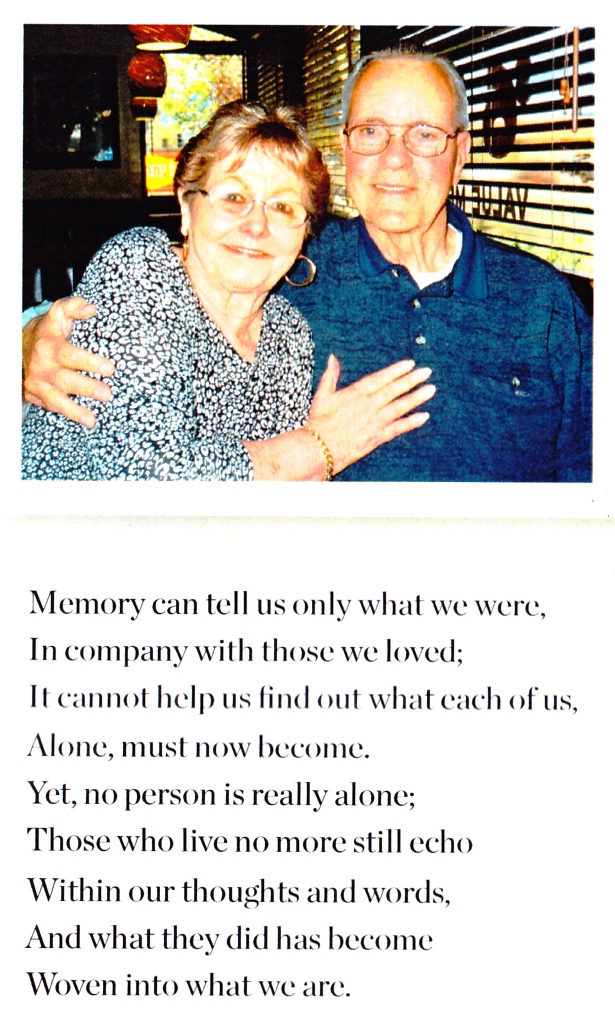 VALUE M
Memory can tell us only what we were,
In company with those we loved;
It cannot help us find out what each of us,
Alone, must now become.
Yet, no person is really alone;
Those who live no more still echo
Within our thoughts and words,
And what they did has become
Woven into what we are.